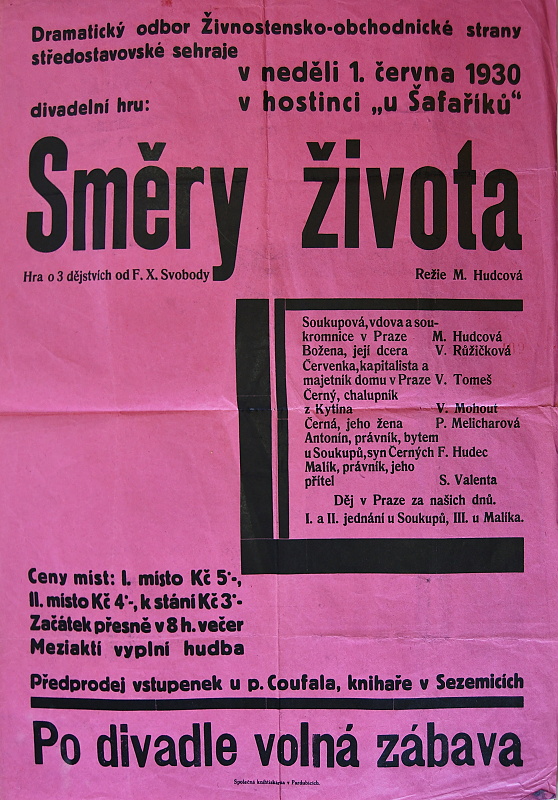 Dramatický odbor Živnostensko-obchodnické strany
středostavovské sehraje
v neděli 1. června 1930
divadelní hru: v hostinci „u Šafaříků“
Směry života
Hra o 3 dějstvích od F. X. Svobody Režie M. Hudcová
Soukupová, vdova a sou-
kromnice v Praze M. Hudcová
Božena, její dcera V. Růžičková
Červenka, kapitalista a
majetník domu v Praze V. Tomeš
Černý, chalupník
z Kytína V. Mohout
Černá, jeho žena P. Melicharová
Antonín, právník, bytem
u Soukupů, syn Černých F. Hudec
Malík, právník, jeho
přítel S. Valenta
Děj v Praze za našich dnů.
I. a II. jednání u Soukupů, III. u Malíka.
Ceny míst: I. místo Kč 5·-,
II. místo Kč 4·-, k stání Kč 3·-
Začátek přesně v 8 h. večer
Meziaktí vyplní hudba
Předprodej vstupenek u p. Coufala, knihaře v Sezemicích
Po divadle volná zábava
Společná knihtiskárna v Pardubicích.